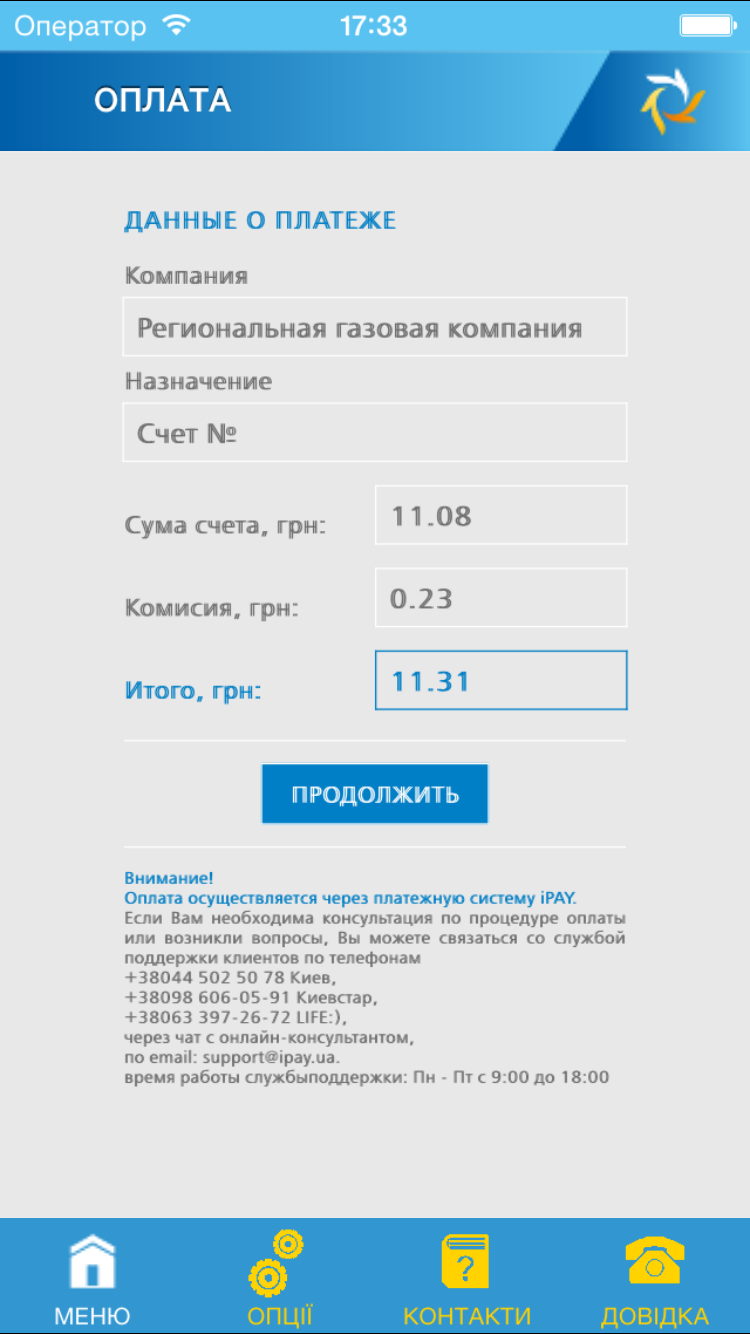 Оператор 17:33
ОПЛАТА
ДАННЫЕ О ПЛАТЕЖЕ
Компания
Региональная газовая компания
Назначение
Счет №
Сума счета, грн: 11.08
Комисия, грн: 0.23
Итого, грн: 11.31
ПРОДОЛЖИТЬ
Внимание!
Оплата осуществляется через платежную систему iPAY.
Если Вам необходима консультация по процедуре оплаты
или возникли вопросы, Вы можете связаться со службой
поддержки клиентов по телефонам
+38044 502 50 78 Киев,
+38098 606-05-91 Киевстар,
+38063 397-26-72 LIFE:),
через чат с онлайн-консультантом,
по email: support@ipay.ua.
время работы службыподдержки: Пн - Пт с 9:00 до 18:00
МЕНЮ ОПЦІЇ КОНТАКТИ ДОВІДКА